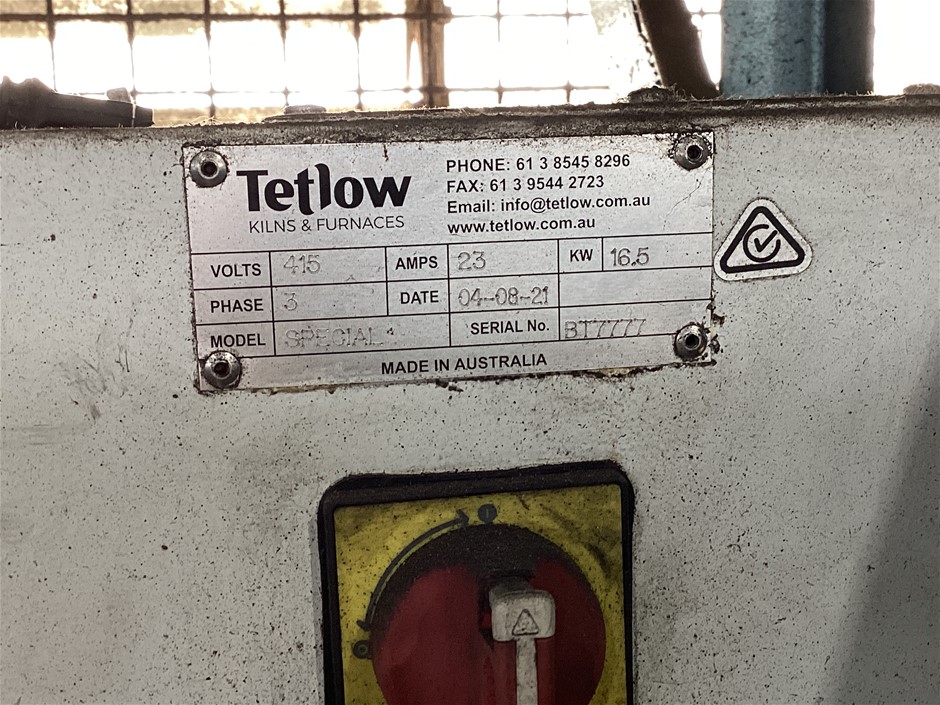 Tetlow
KILNS & FURNACES
PHONE: 61 3 8545 8296
FAX: 61 3 9544 2723
Email: info@tetlow.com.au
www.tetlow.com.au
VOLTS 415 AMPS 23 KW 16.5
PHASE 3 DATE 04-08-21
MODEL SPECIAL SERIAL No. BT7777
MADE IN AUSTRALIA